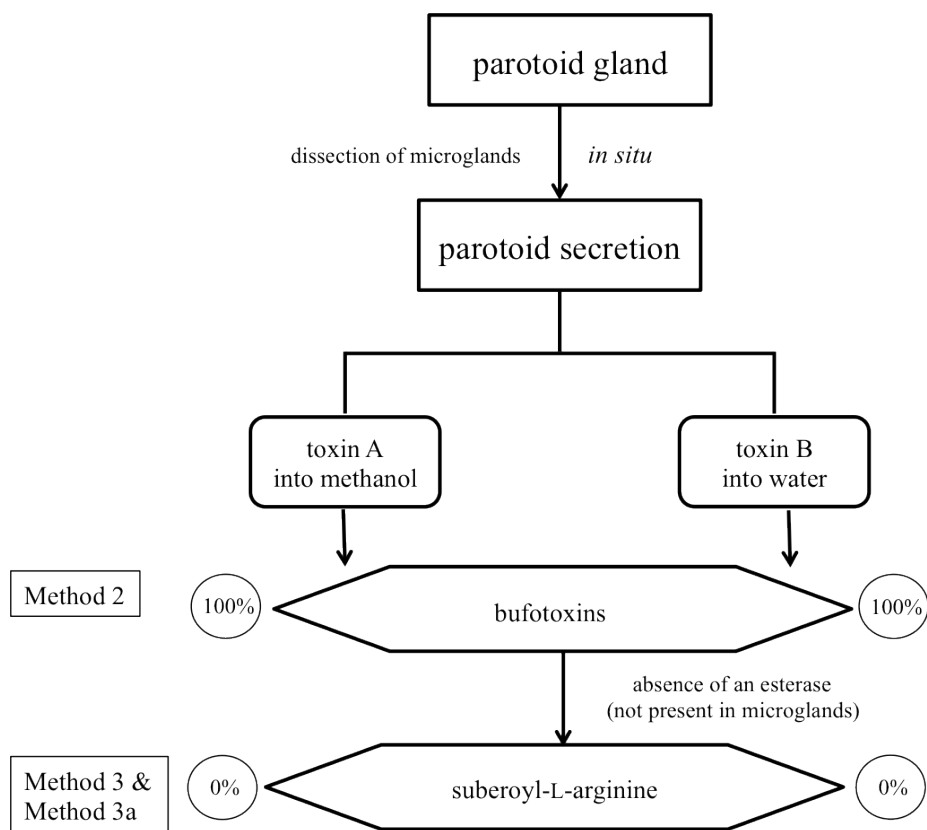 parotoid gland
dissection of microglands
in situ
parotoid secretion
toxin A
into methanol
toxin B
into water
Method 2
100%
bufotoxins
100%
absence of an esterase
(not present in microglands)
Method 3 &
Method 3a
0%
suberoyl-L-arginine
0%